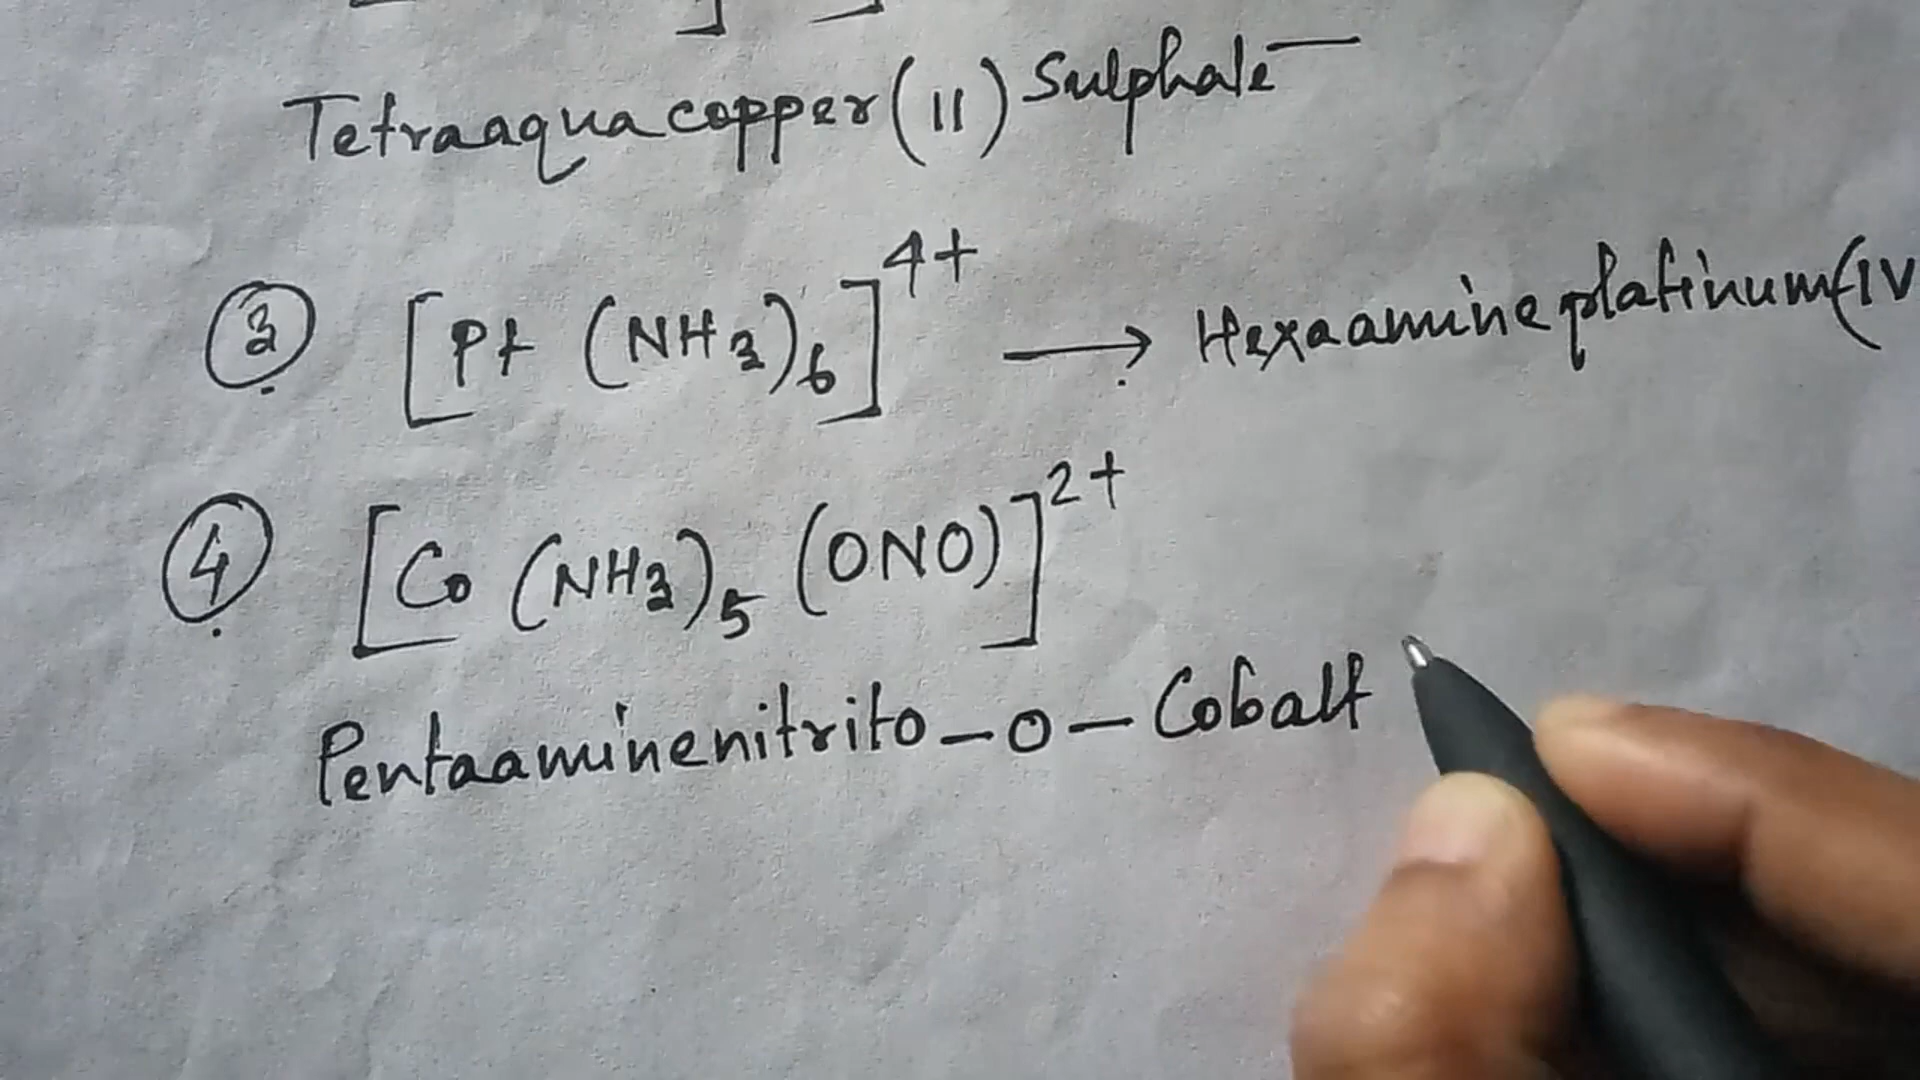 Tetraaquacopper(II) Sulphate
③ [Pt (NH3)6]4+ → Hexaamineplatinum(IV
④ [Co (NH3)5 (ONO)]2+
Pentaaminenitrito-O-Cobalt